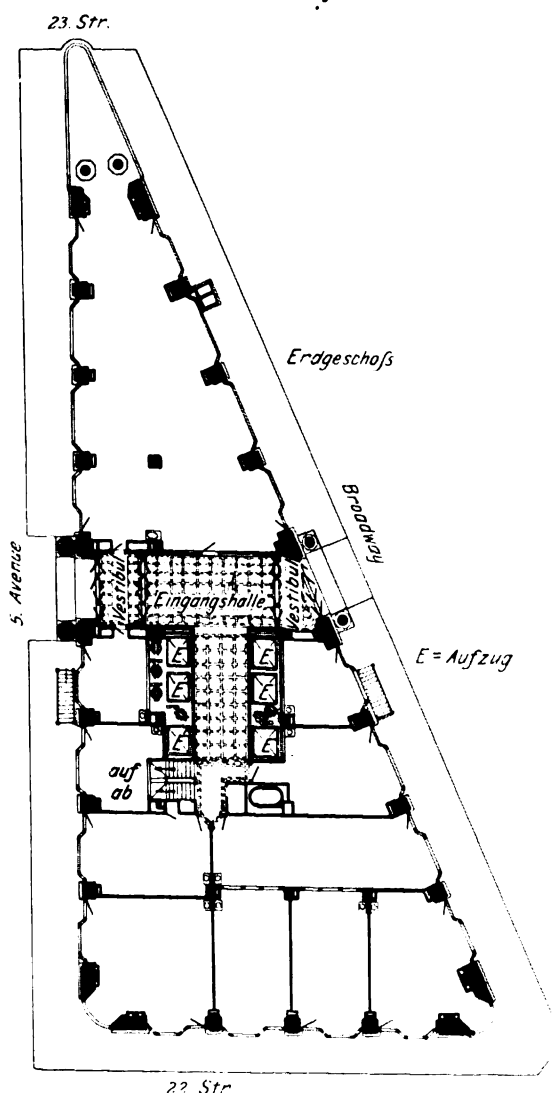 23. Str.
Erdgeschoſs
Broadway
5. Avenue
Vestibül
Eingangshalle
Vestibül
E = Aufzug
E
E
E
E
E
E
auf
ab
22. Str